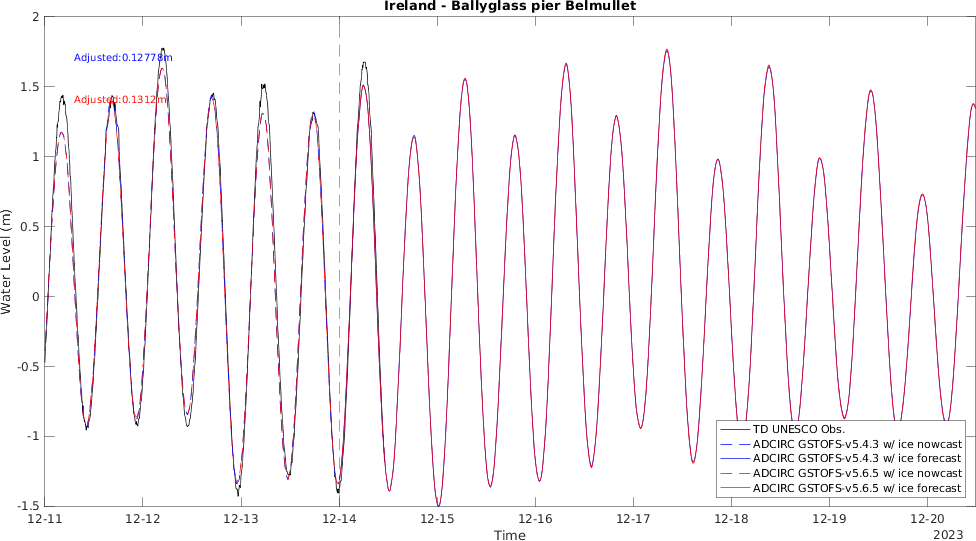 Ireland - Ballyglass pier Belmullet
2
1.5
1
0.5
0
-0.5
-1
-1.5
Water Level (m)
Adjusted:0.12778m
Adjusted:0.1312m
TD UNESCO Obs.
ADCIRC GSTOFS-v5.4.3 w/ ice nowcast
ADCIRC GSTOFS-v5.4.3 w/ ice forecast
ADCIRC GSTOFS-v5.6.5 w/ ice nowcast
ADCIRC GSTOFS-v5.6.5 w/ ice forecast
12-11 12-12 12-13 12-14 12-15 12-16 12-17 12-18 12-19 12-20
Time
2023